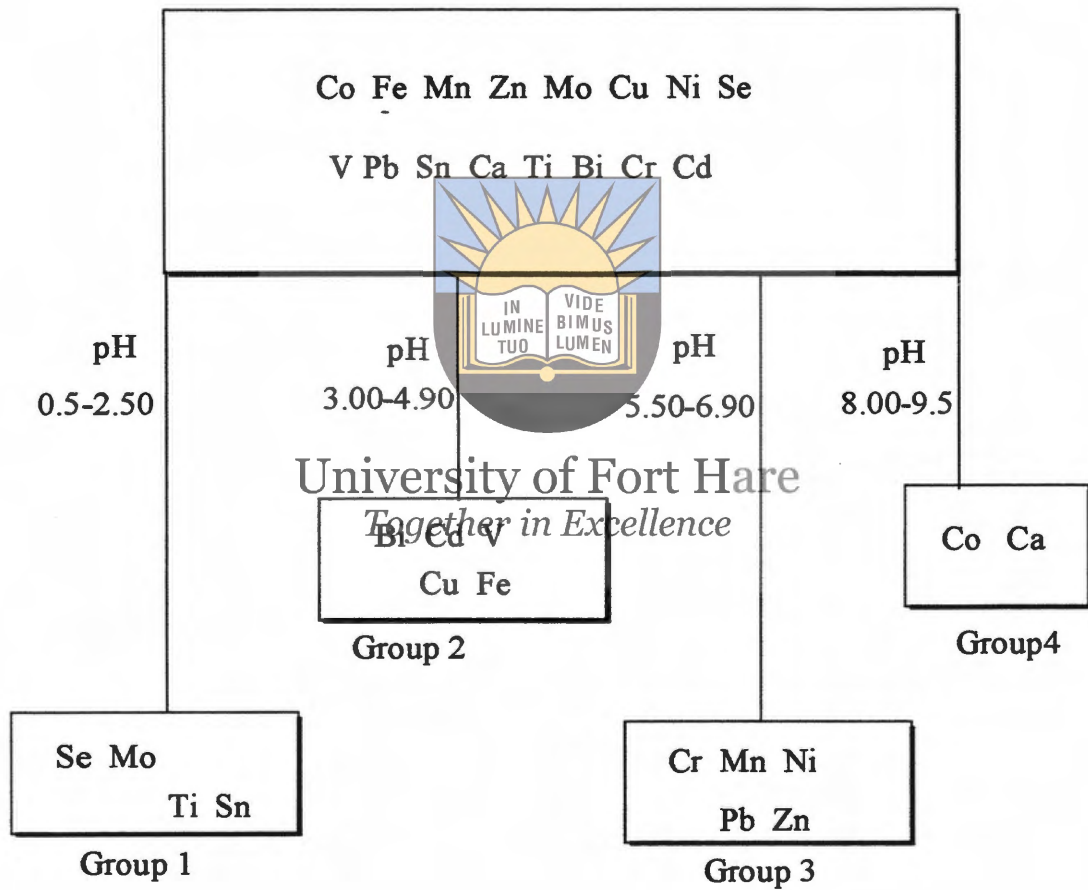 Co Fe Mn Zn Mo Cu Ni Se
V Pb Sn Ca Ti Bi Cr Cd
IN LUMINE TUO
VIDE BIMUS LUMEN
pH
0.5-2.50
pH
3.00-4.90
pH
5.50-6.90
pH
8.00-9.5
University of Fort Hare
Together in Excellence
Bi Cd V
Cu Fe
Group 2
Co Ca
Group4
Se Mo
Ti Sn
Group 1
Cr Mn Ni
Pb Zn
Group 3